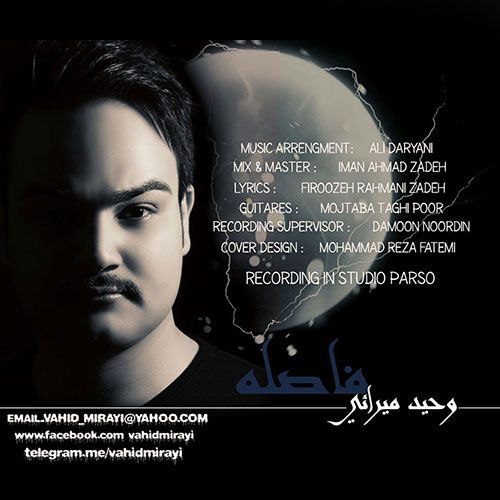 MUSIC ARRENGMENT : ALI DARYANI
MIX & MASTER : IMAN AHMAD ZADEH
LYRICS : FIROOZEH RAHMANI ZADEH
GUITARES : MOJTABA TAGHI POOR
RECORDING SUPERVISOR : DAMOON NOORDIN
COVER DESIGN : MOHAMMAD REZA FATEMI
RECORDING IN STUDIO PARSO
فاصله
وحید میرائی
EMAIL.VAHID_MIRAYI@YAHOO.COM
www.facebook.com vahidmirayi
telegram.me/vahidmirayi